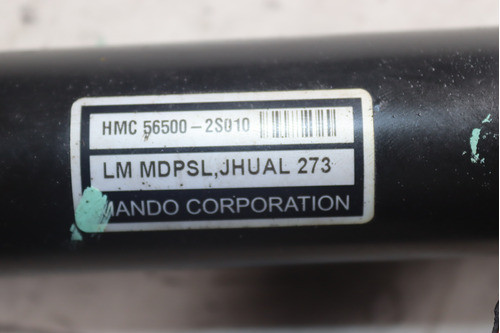 HMC 56500-2S010
LM MDPSL,JHUAL 273
MANDO CORPORATION